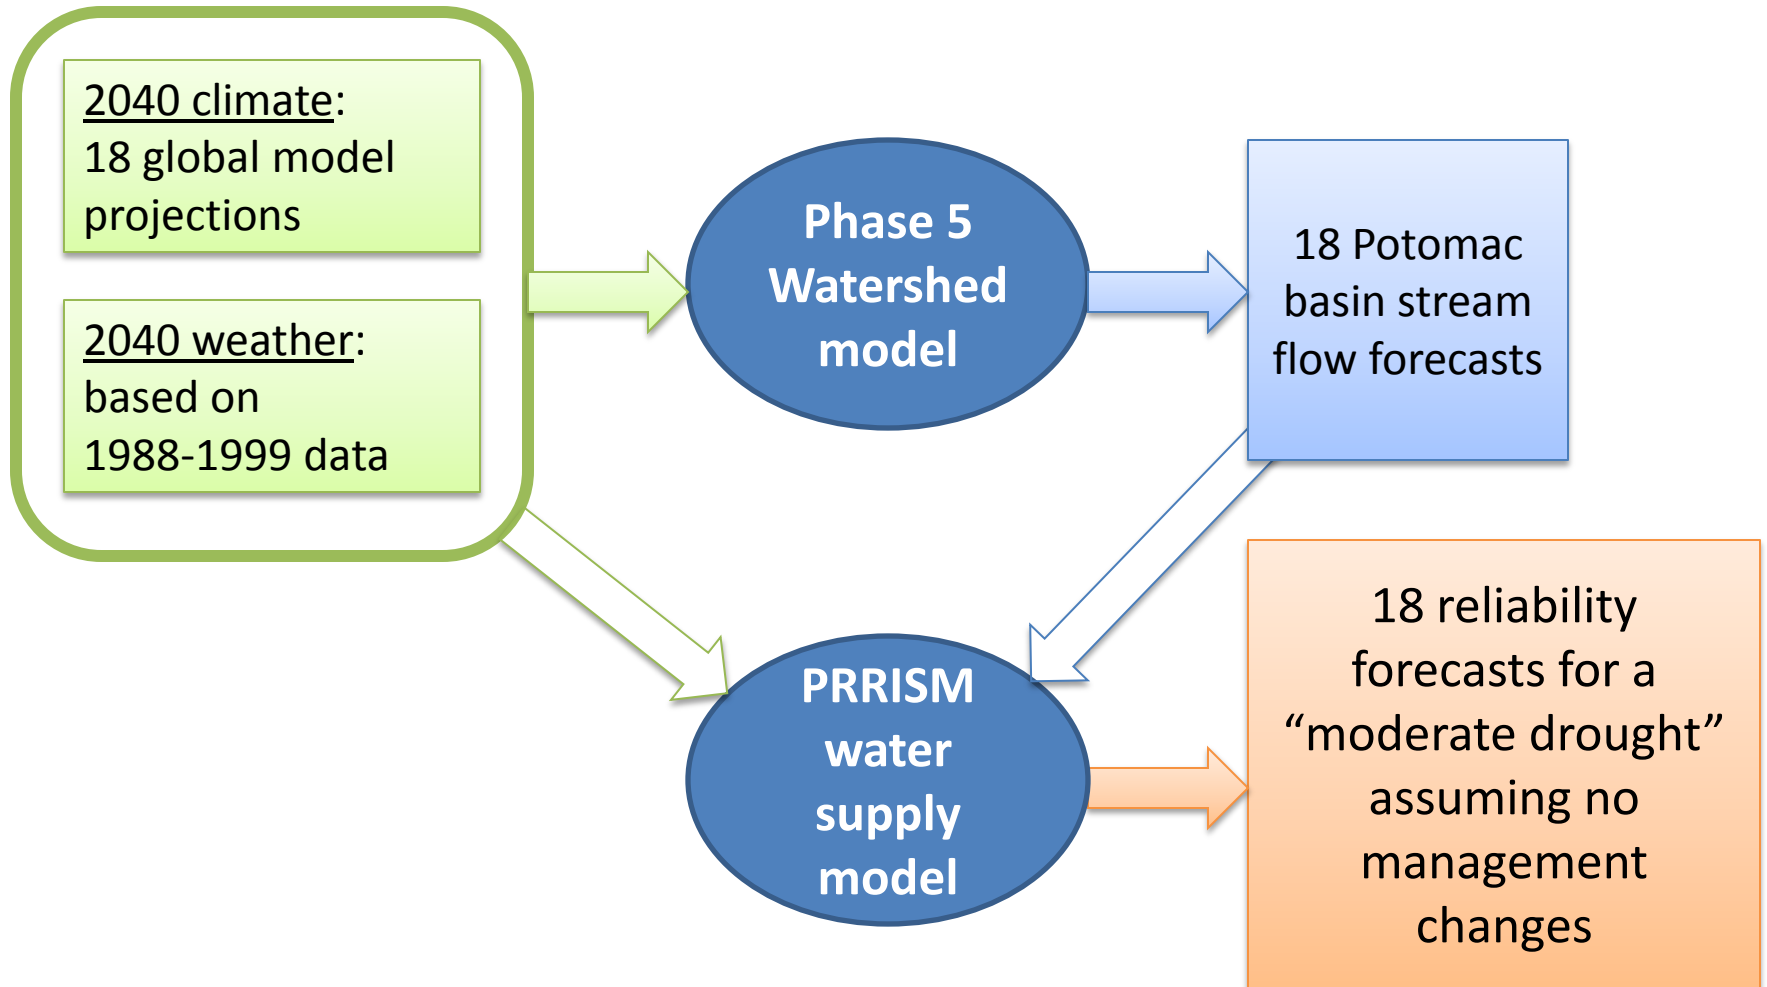 2040 climate:
18 global model
projections
2040 weather:
based on
1988-1999 data
Phase 5
Watershed
model
18 Potomac
basin stream
flow forecasts
PRRISM
water
supply
model
18 reliability
forecasts for a
“moderate drought”
assuming no
management
changes